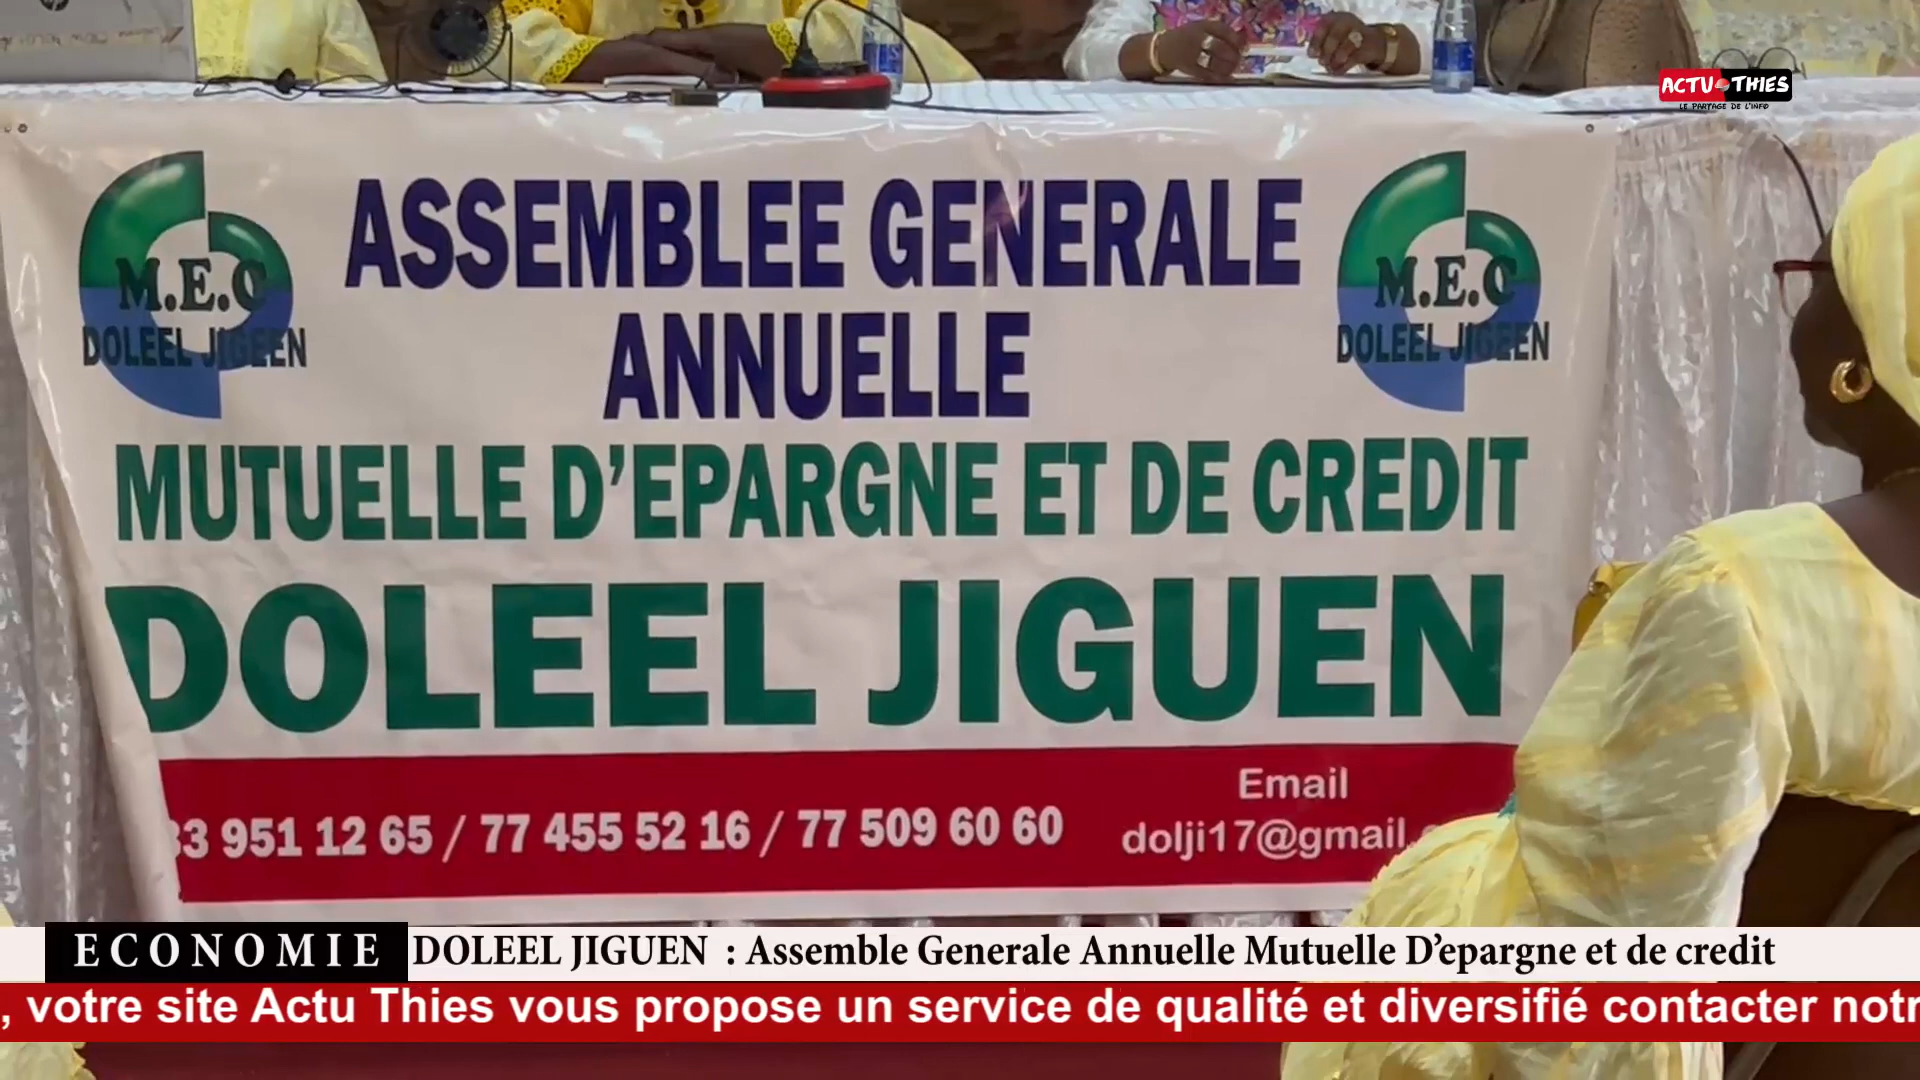 ACTU THIES
LE PARTAGE DE L'INFO
ASSEMBLEE GENERALE
ANNUELLE
M.E.C
DOLEEL JIGEEN
M.E.C
DOLEEL JIGEEN
MUTUELLE D'EPARGNE ET DE CREDIT
DOLEEL JIGUEN
33 951 12 65 / 77 455 52 16 / 77 509 60 60
Email
dolji17@gmail.
ECONOMIE
DOLEEL JIGUEN : Assemble Generale Annuelle Mutuelle D'epargne et de credit
, votre site Actu Thies vous propose un service de qualité et diversifié contacter notr